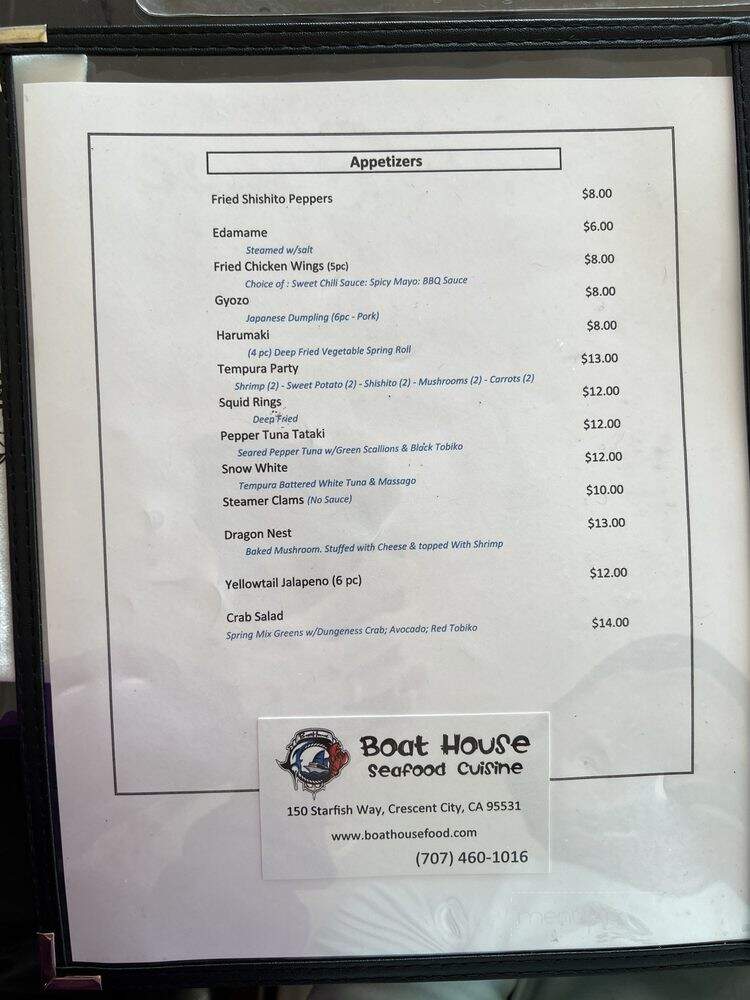 Appetizers
Fried Shishito Peppers $8.00
Edamame $6.00
Steamed w/salt
Fried Chicken Wings (5pc) $8.00
Choice of : Sweet Chili Sauce: Spicy Mayo: BBQ Sauce
Gyozo $8.00
Japanese Dumpling (6pc - Pork)
Harumaki $8.00
(4 pc) Deep Fried Vegetable Spring Roll
Tempura Party $13.00
Shrimp (2) - Sweet Potato (2) - Shishito (2) - Mushrooms (2) - Carrots (2)
Squid Rings $12.00
Deep Fried
Pepper Tuna Tataki $12.00
Seared Pepper Tuna w/Green Scallions & Black Tobiko
Snow White $12.00
Tempura Battered White Tuna & Massago
Steamer Clams (No Sauce) $10.00
Dragon Nest $13.00
Baked Mushroom. Stuffed with Cheese & topped With Shrimp
Yellowtail Jalapeno (6 pc) $12.00
Crab Salad $14.00
Spring Mix Greens w/Dungeness Crab; Avocado; Red Tobiko
Boat House
Seafood Cuisine
150 Starfish Way, Crescent City, CA 95531
www.boathousefood.com
(707) 460-1016